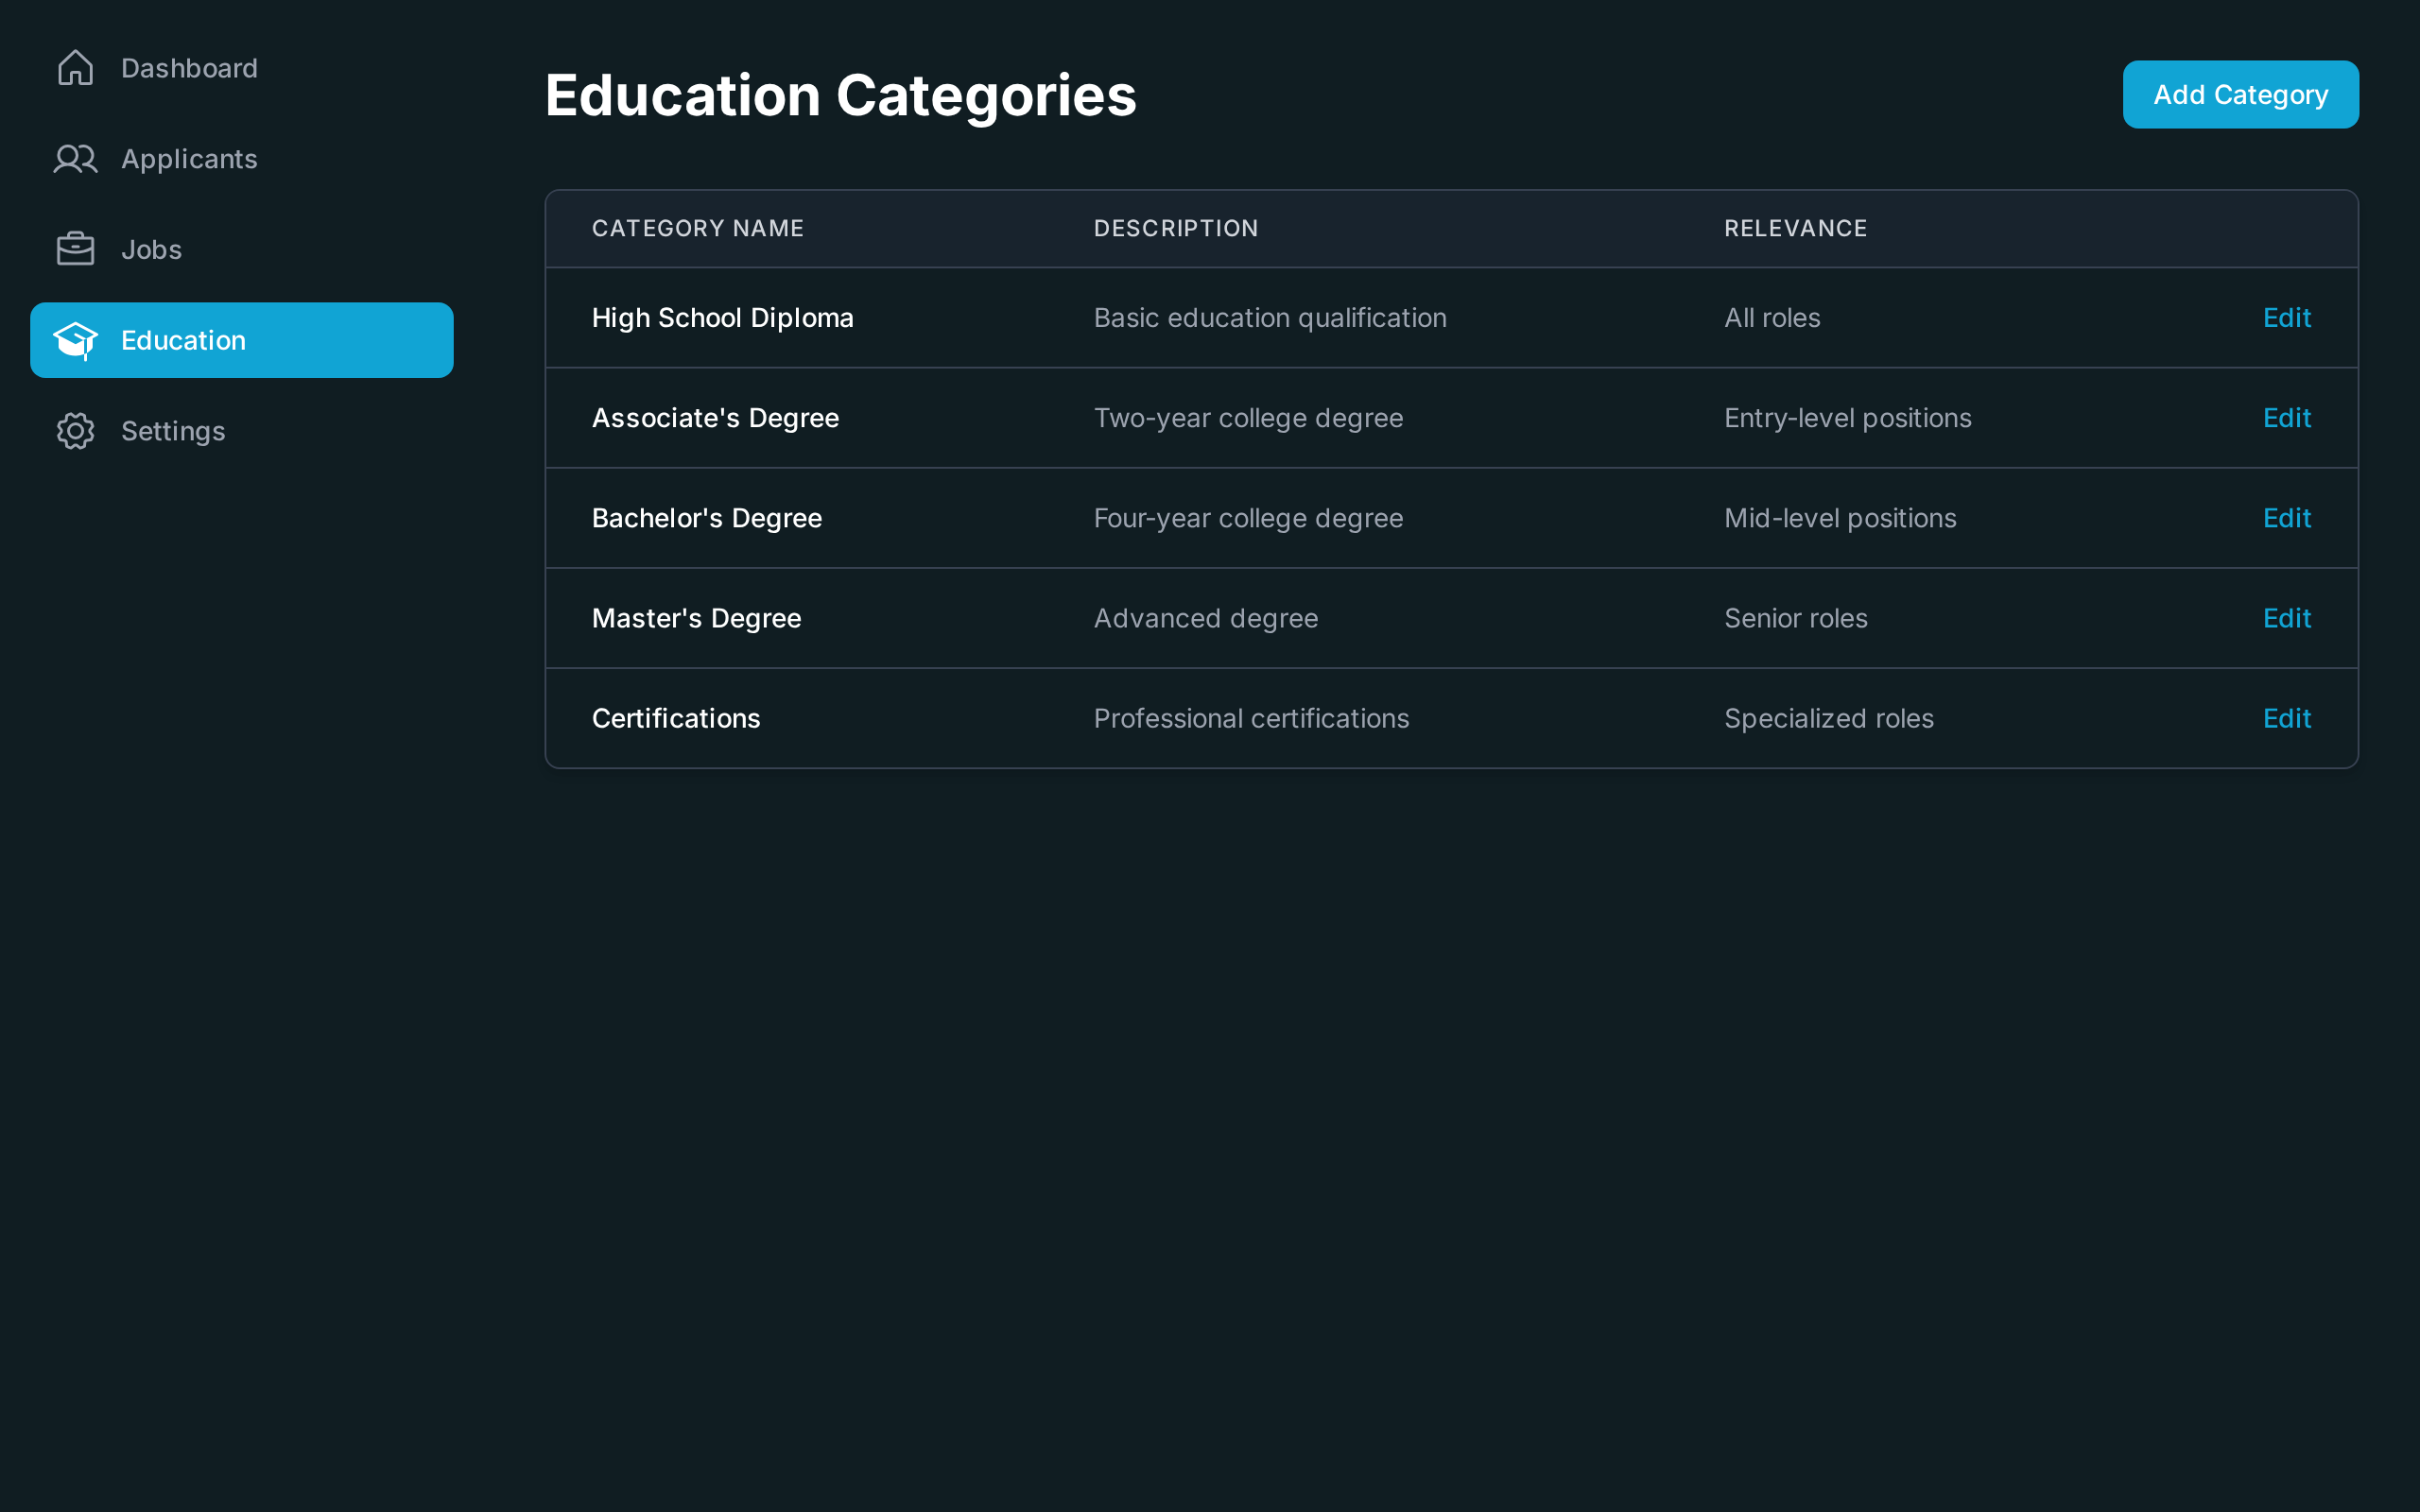 Dashboard
Applicants
Jobs
Education
Settings
Education Categories
Add Category
CATEGORY NAME DESCRIPTION RELEVANCE
High School Diploma Basic education qualification All roles Edit
Associate's Degree Two-year college degree Entry-level positions Edit
Bachelor's Degree Four-year college degree Mid-level positions Edit
Master's Degree Advanced degree Senior roles Edit
Certifications Professional certifications Specialized roles Edit